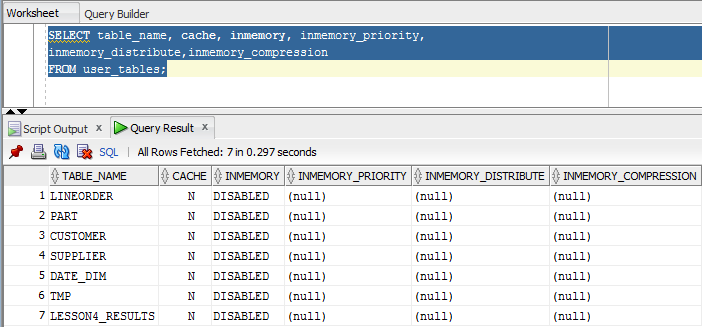 Worksheet Query Builder
SELECT table_name, cache, inmemory, inmemory_priority,
inmemory_distribute,inmemory_compression
FROM user_tables;
Script Output x Query Result x
SQL | All Rows Fetched: 7 in 0.297 seconds
TABLE_NAME CACHE INMEMORY INMEMORY_PRIORITY INMEMORY_DISTRIBUTE INMEMORY_COMPRESSION
1 LINEORDER N DISABLED (null) (null) (null)
2 PART N DISABLED (null) (null) (null)
3 CUSTOMER N DISABLED (null) (null) (null)
4 SUPPLIER N DISABLED (null) (null) (null)
5 DATE_DIM N DISABLED (null) (null) (null)
6 TMP N DISABLED (null) (null) (null)
7 LESSON4_RESULTS N DISABLED (null) (null) (null)